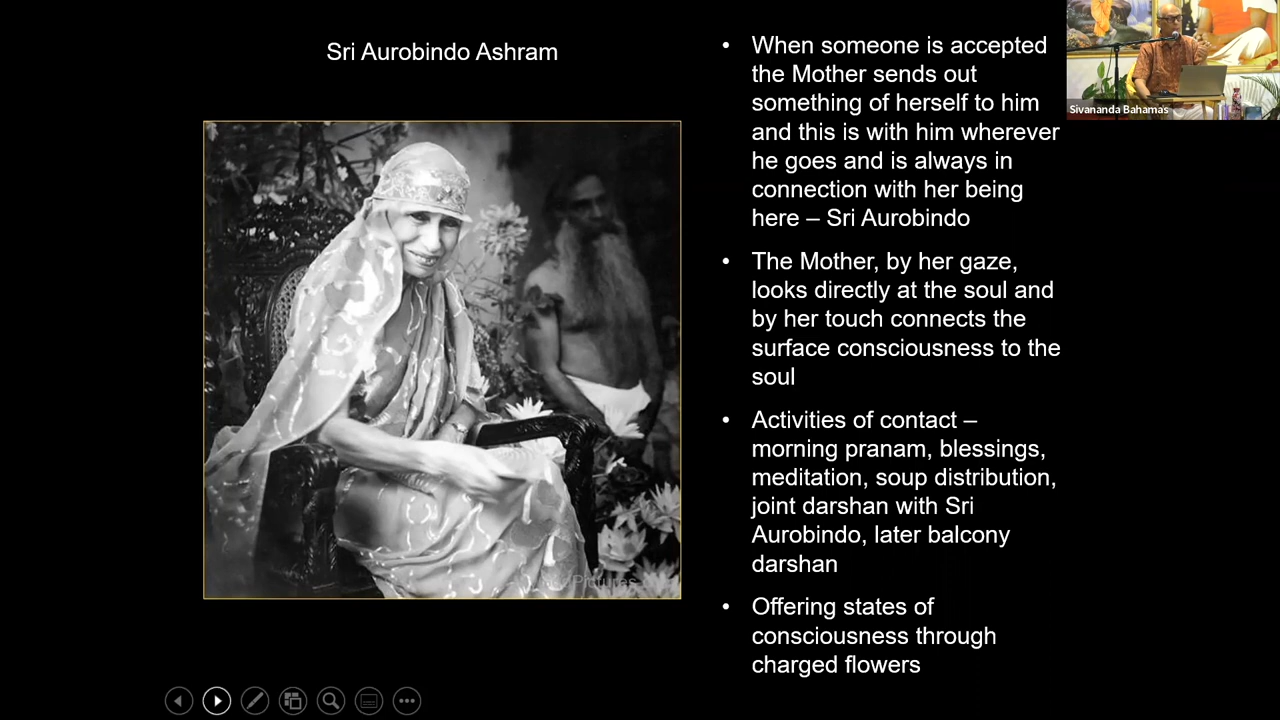 Sri Aurobindo Ashram
• When someone is accepted
the Mother sends out
something of herself to him
and this is with him wherever
he goes and is always in
connection with her being
here – Sri Aurobindo
• The Mother, by her gaze,
looks directly at the soul and
by her touch connects the
surface consciousness to the
soul
• Activities of contact –
morning pranam, blessings,
meditation, soup distribution,
joint darshan with Sri
Aurobindo, later balcony
darshan
• Offering states of
consciousness through
charged flowers
Sivananda Bahamas